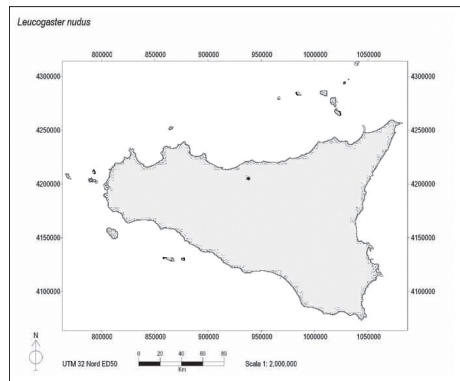 Leucogaster nudus
800000 850000 900000 950000 1000000 1050000
4300000 4300000
4250000 4250000
4200000 4200000
4150000 4150000
4100000 4100000
800000 850000 900000 950000 1000000 1050000
N
UTM 32 Nord ED50
0 20 40 60 80
Km
Scala 1: 2,000,000